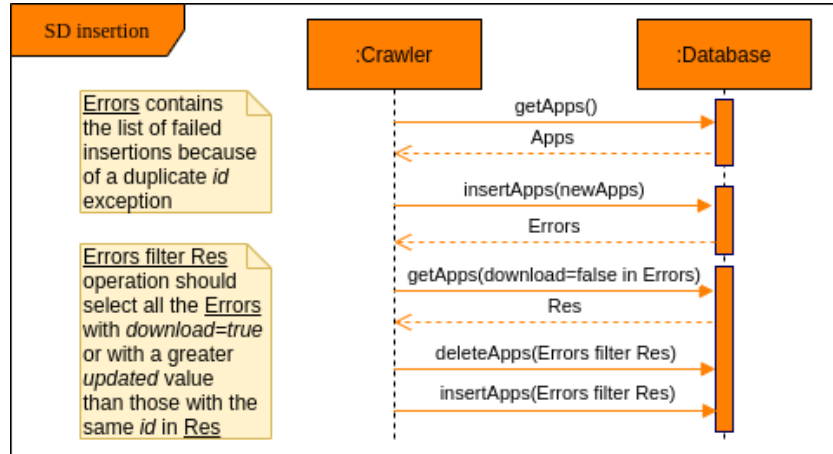 SD insertion
:Crawler
:Database
Errors contains
the list of failed
insertions because
of a duplicate id
exception
getApps()
Apps
insertApps(newApps)
Errors
Errors filter Res
operation should
select all the Errors
with download=true
or with a greater
updated value
than those with the
same id in Res
getApps(download=false in Errors)
Res
deleteApps(Errors filter Res)
insertApps(Errors filter Res)